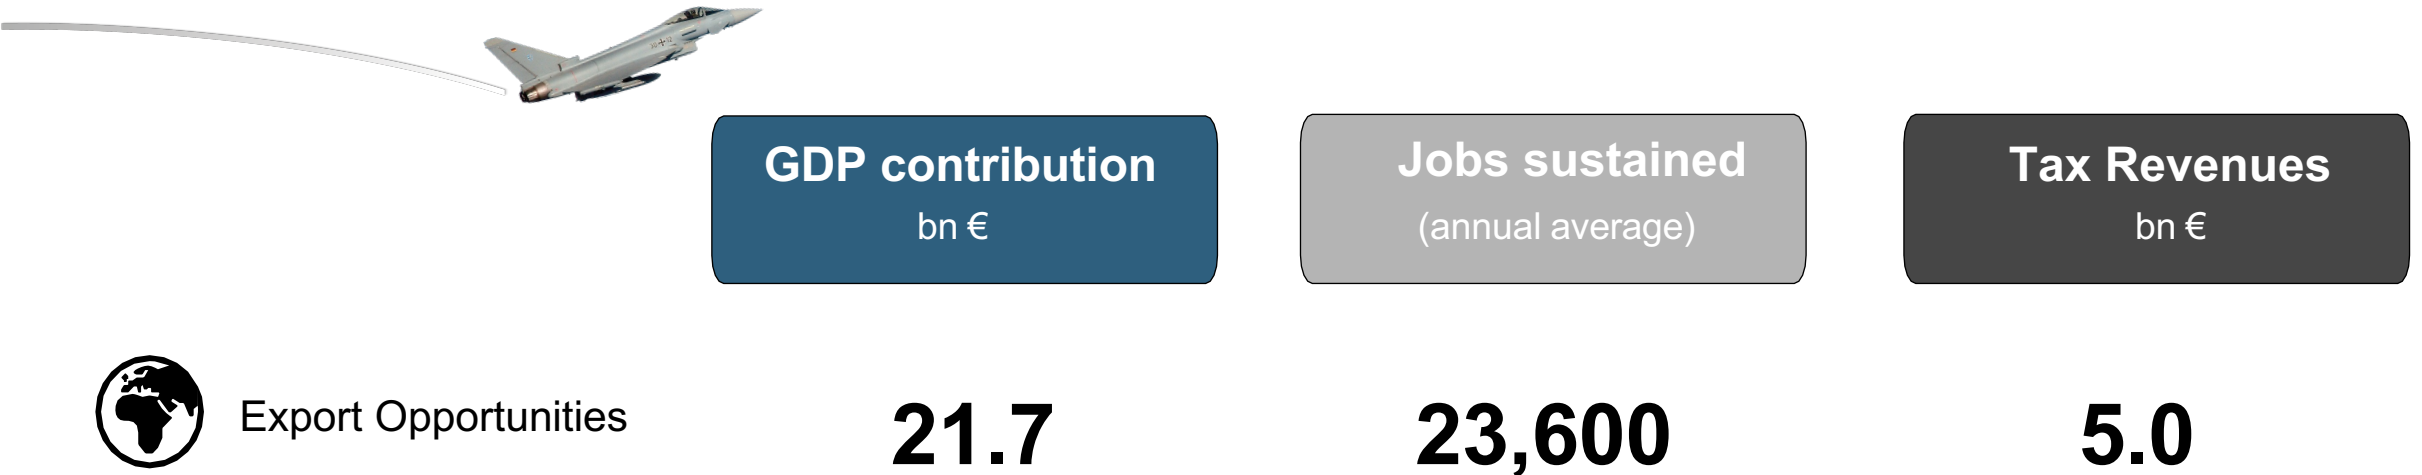 GDP contribution
bn €
Jobs sustained
(annual average)
Tax Revenues
bn €
Export Opportunities
21.7
23,600
5.0